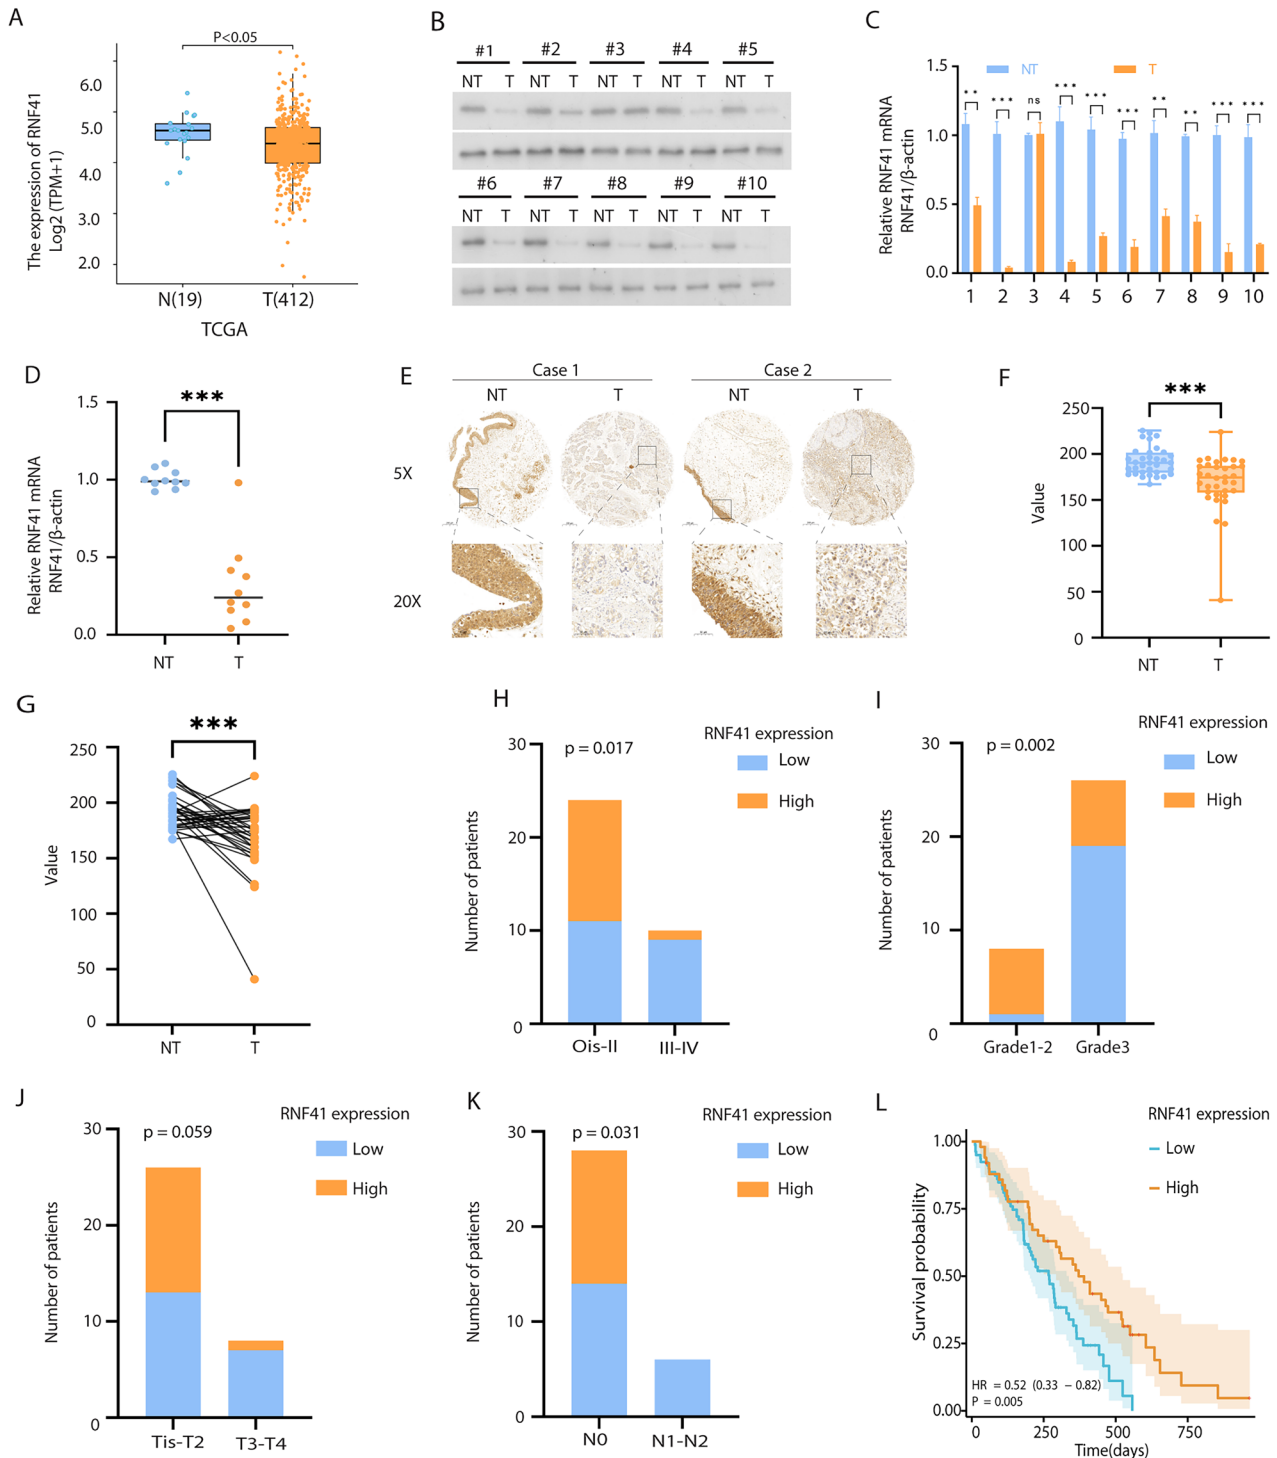 A
P<0.05
The expression of RNF41
Log2 (TPM+1)
6.0
5.0
4.0
3.0
2.0
N(19) T(412)
TCGA
B
#1 #2 #3 #4 #5
NT T NT T NT T NT T NT T
#6 #7 #8 #9 #10
NT T NT T NT T NT T NT T
C
NT T
Relative RNF41 mRNA
RNF41/β-actin
1.5
1.0
0.5
0.0
** *** ns *** *** *** ** ** *** ***
1 2 3 4 5 6 7 8 9 10
D
***
Relative RNF41 mRNA
RNF41/β-actin
1.5
1.0
0.5
0.0
NT T
E
Case 1 Case 2
NT T NT T
5X
20X
F
***
Value
250
200
150
100
50
0
NT T
G
***
Value
250
200
150
100
50
0
NT T
H
RNF41 expression
Low
High
p = 0.017
Number of patients
30
20
10
0
Ois-II III-IV
I
RNF41 expression
Low
High
p = 0.002
Number of patients
30
20
10
0
Grade1-2 Grade3
J
RNF41 expression
Low
High
p = 0.059
Number of patients
30
20
10
0
Tis-T2 T3-T4
K
RNF41 expression
Low
High
p = 0.031
Number of patients
30
20
10
0
N0 N1-N2
L
RNF41 expression
Low
High
Survival probability
1.00
0.75
0.50
0.25
0.00
HR = 0.52 (0.33 – 0.82)
P = 0.005
0 250 500 750
Time(days)